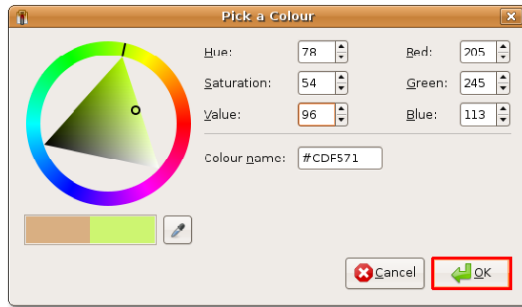 Pick a Colour
Hue: 78 Red: 205
Saturation: 54 Green: 245
Value: 96 Blue: 113
Colour name: #CDF571
Cancel OK